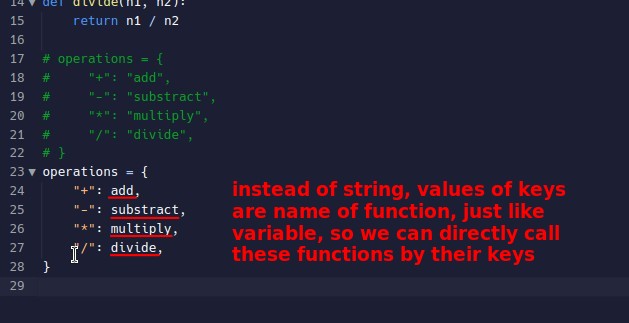 14 def divide(n1, n2):
15     return n1 / n2
16
17 # operations = {
18 #     "+": "add",
19 #     "-": "substract",
20 #     "*": "multiply",
21 #     "/": "divide",
22 # }
23 operations = {
24     "+": add,
25     "-": substract,
26     "*": multiply,
27     "/": divide,
28 }
29
instead of string, values of keys
are name of function, just like
variable, so we can directly call
these functions by their keys